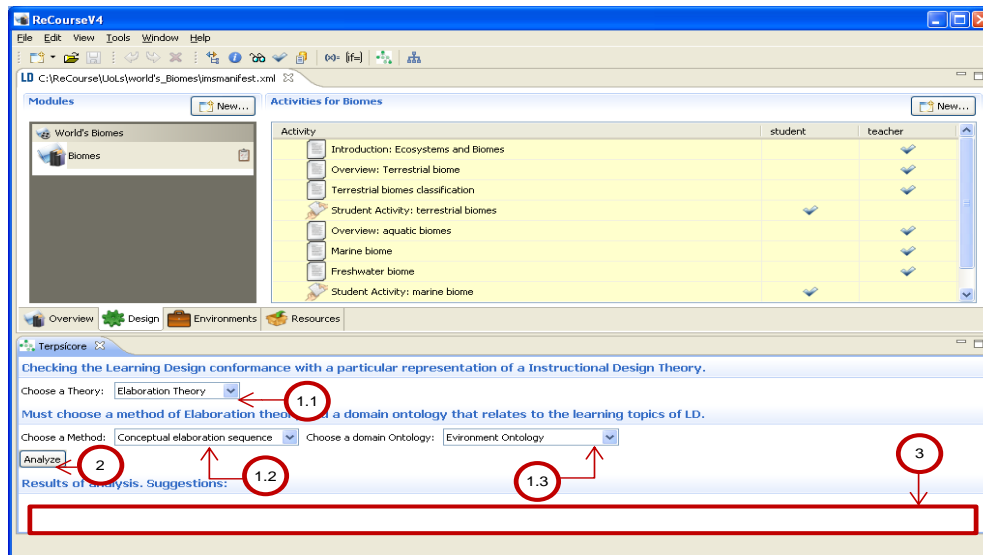 ReCourseV4
File Edit View Tools Window Help
(x)= [if=]
LD C:\ReCourse\UoLs\world's_Biomes\imsmanifest.xml
Modules New... Activities for Biomes New...
World's Biomes
Biomes
Activity student teacher
Introduction: Ecosystems and Biomes
Overview: Terrestrial biome
Terrestrial biomes classification
Strudent Activity: terrestrial biomes
Overview: aquatic biomes
Marine biome
Freshwater biome
Student Activity: marine biome
Overview Design Environments Resources
Terpsícore
Checking the Learning Design conformance with a particular representation of a Instructional Design Theory.
Choose a Theory: Elaboration Theory
1.1
Must choose a method of Elaboration theo d a domain ontology that relates to the learning topics of LD.
Choose a Method: Conceptual elaboration sequence Choose a domain Ontology: Evironment Ontology
Analyze
2
1.2
1.3
3
Results of analysis. Suggestions: